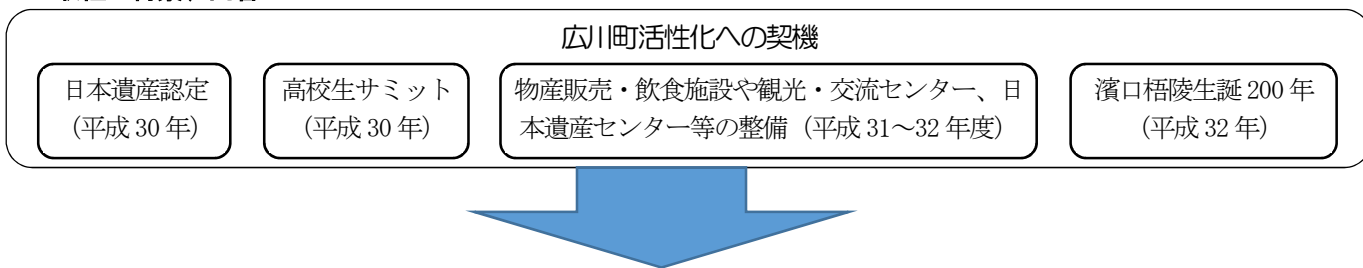 広川町活性化への契機
日本遺産認定
(平成 30 年)
高校生サミット
(平成 30 年)
物産販売・飲食施設や観光・交流センター、日
本遺産センター等の整備（平成 31～32 年度）
濱口梧陵生誕 200 年
(平成 32 年)